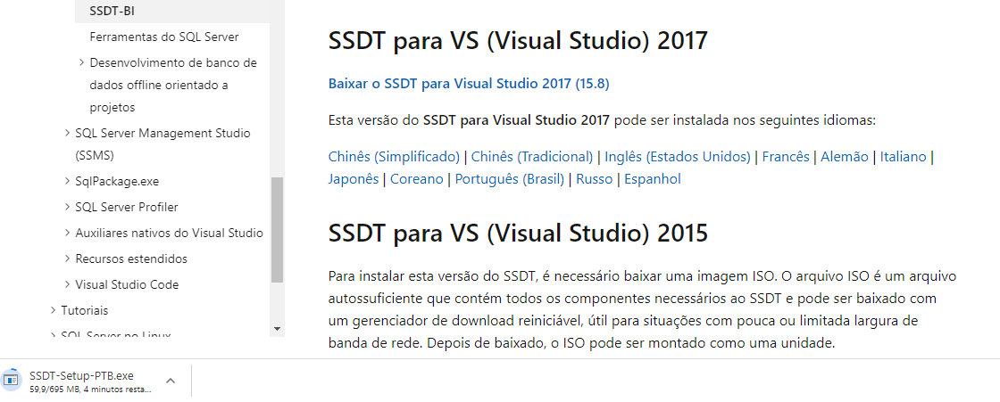 SSDT-BI
Ferramentas do SQL Server
Desenvolvimento de banco de
dados offline orientado a
projetos
SQL Server Management Studio
(SSMS)
SqlPackage.exe
SQL Server Profiler
Auxiliares nativos do Visual Studio
Recursos estendidos
Visual Studio Code
Tutoriais
SQL Server no Linux
SSDT para VS (Visual Studio) 2017
Baixar o SSDT para Visual Studio 2017 (15.8)
Esta versão do SSDT para Visual Studio 2017 pode ser instalada nos seguintes idiomas:
Chinês (Simplificado) | Chinês (Tradicional) | Inglês (Estados Unidos) | Francês | Alemão | Italiano |
Japonês | Coreano | Português (Brasil) | Russo | Espanhol
SSDT para VS (Visual Studio) 2015
Para instalar esta versão do SSDT, é necessário baixar uma imagem ISO. O arquivo ISO é um arquivo
autossuficiente que contém todos os componentes necessários ao SSDT e pode ser baixado com
um gerenciador de download reiniciável, útil para situações com pouca ou limitada largura de
banda de rede. Depois de baixado, o ISO pode ser montado como uma unidade.
SSDT-Setup-PTB.exe
59,9/695 MB, 4 minutos resta...